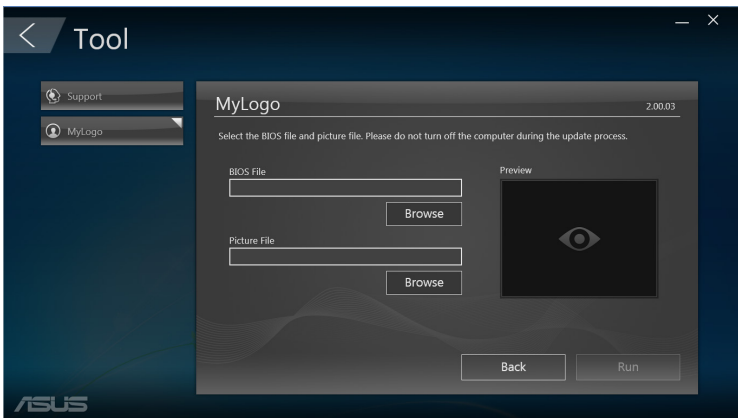 Tool
Support
MyLogo
MyLogo 2.00.03
Select the BIOS file and picture file. Please do not turn off the computer during the update process.
BIOS File
Browse
Picture File
Browse
Preview
Back Run
ASUS